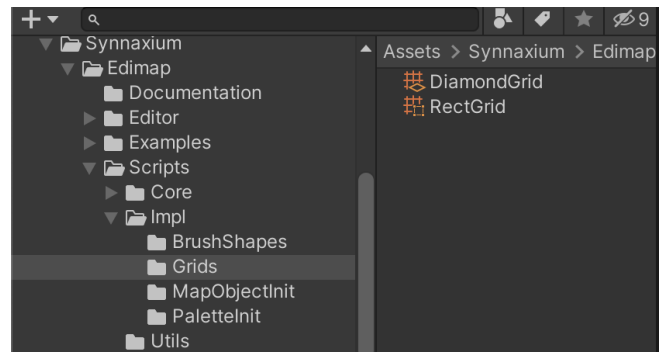 9
Synnaxium
Assets > Synnaxium > Edimap
Edimap
DiamondGrid
Documentation
RectGrid
Editor
Examples
Scripts
Core
Impl
BrushShapes
Grids
MapObjectInit
PaletteInit
Utils